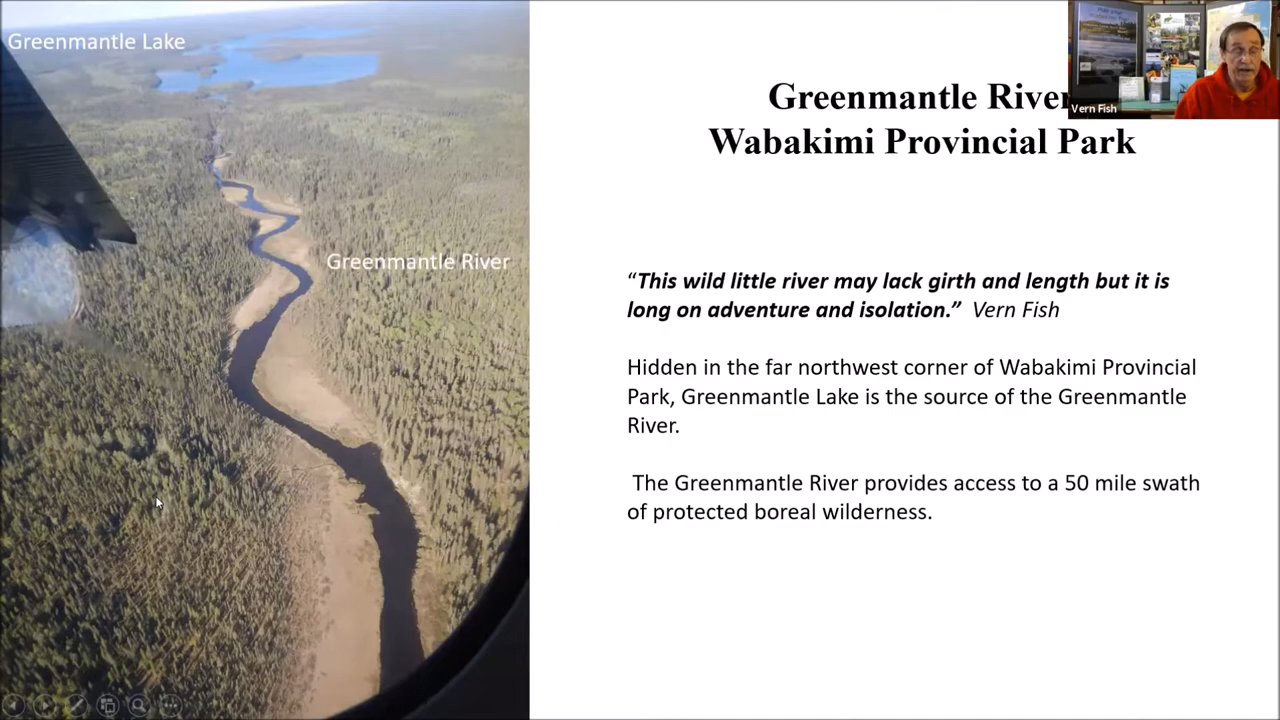 Greenmantle Lake
Greenmantle River
Greenmantle River
Wabakimi Provincial Park
Vern Fish
“This wild little river may lack girth and length but it is
long on adventure and isolation.” Vern Fish
Hidden in the far northwest corner of Wabakimi Provincial
Park, Greenmantle Lake is the source of the Greenmantle
River.
The Greenmantle River provides access to a 50 mile swath
of protected boreal wilderness.